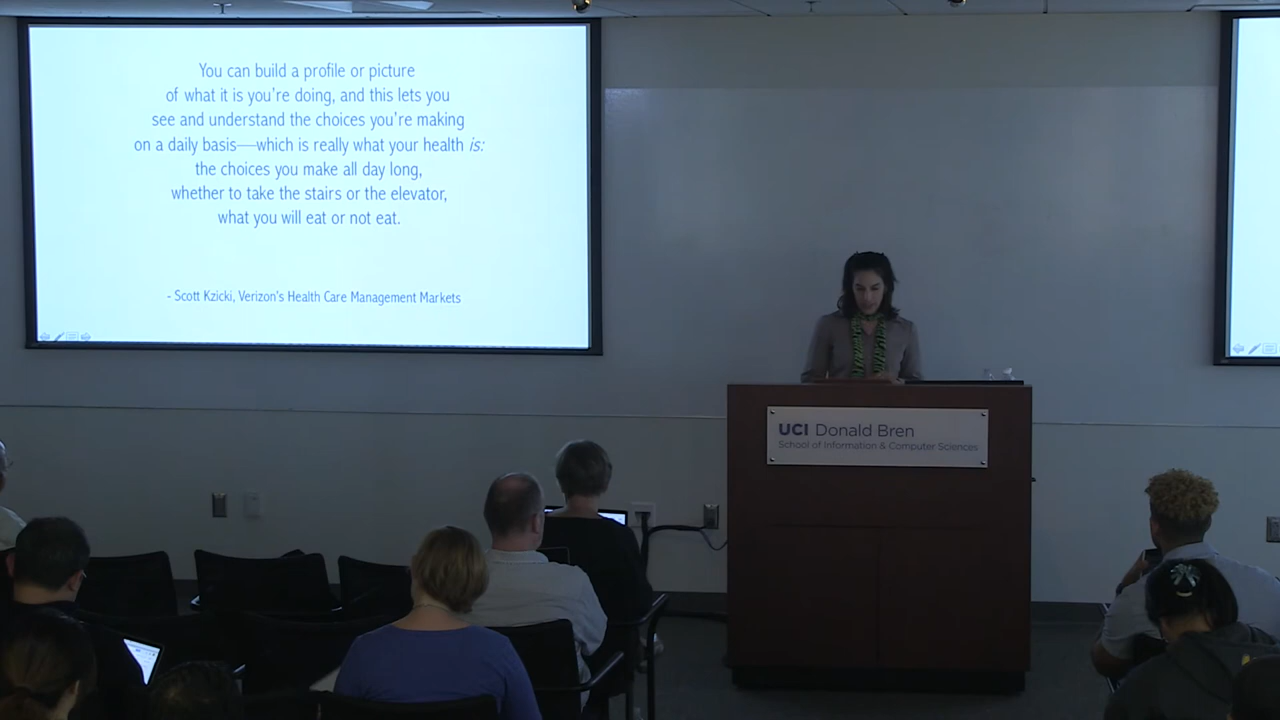 You can build a profile or picture
of what it is you're doing, and this lets you
see and understand the choices you're making
on a daily basis—which is really what your health is:
the choices you make all day long,
whether to take the stairs or the elevator,
what you will eat or not eat.
- Scott Kzicki, Verizon's Health Care Management Markets
UCI Donald Bren
School of Information & Computer Sciences